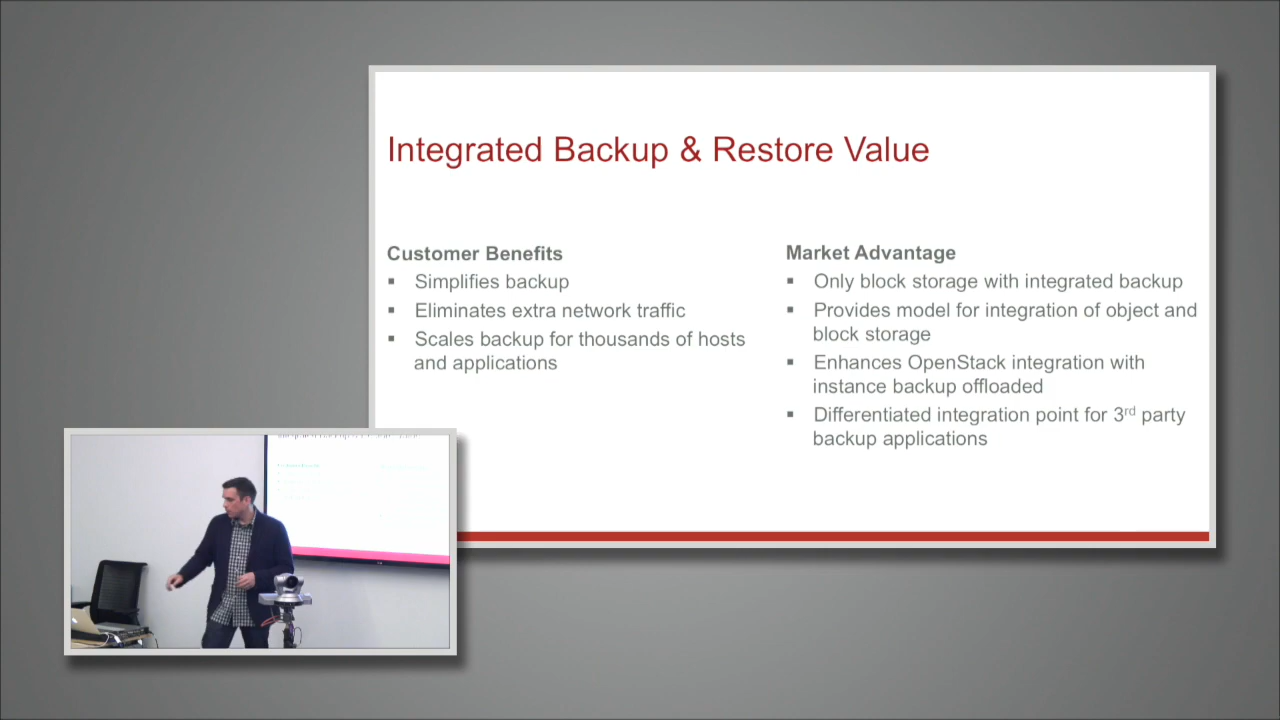 Integrated Backup & Restore Value
Customer Benefits
▪ Simplifies backup
▪ Eliminates extra network traffic
▪ Scales backup for thousands of hosts
and applications
Market Advantage
▪ Only block storage with integrated backup
▪ Provides model for integration of object and
block storage
▪ Enhances OpenStack integration with
instance backup offloaded
▪ Differentiated integration point for 3rd party
backup applications